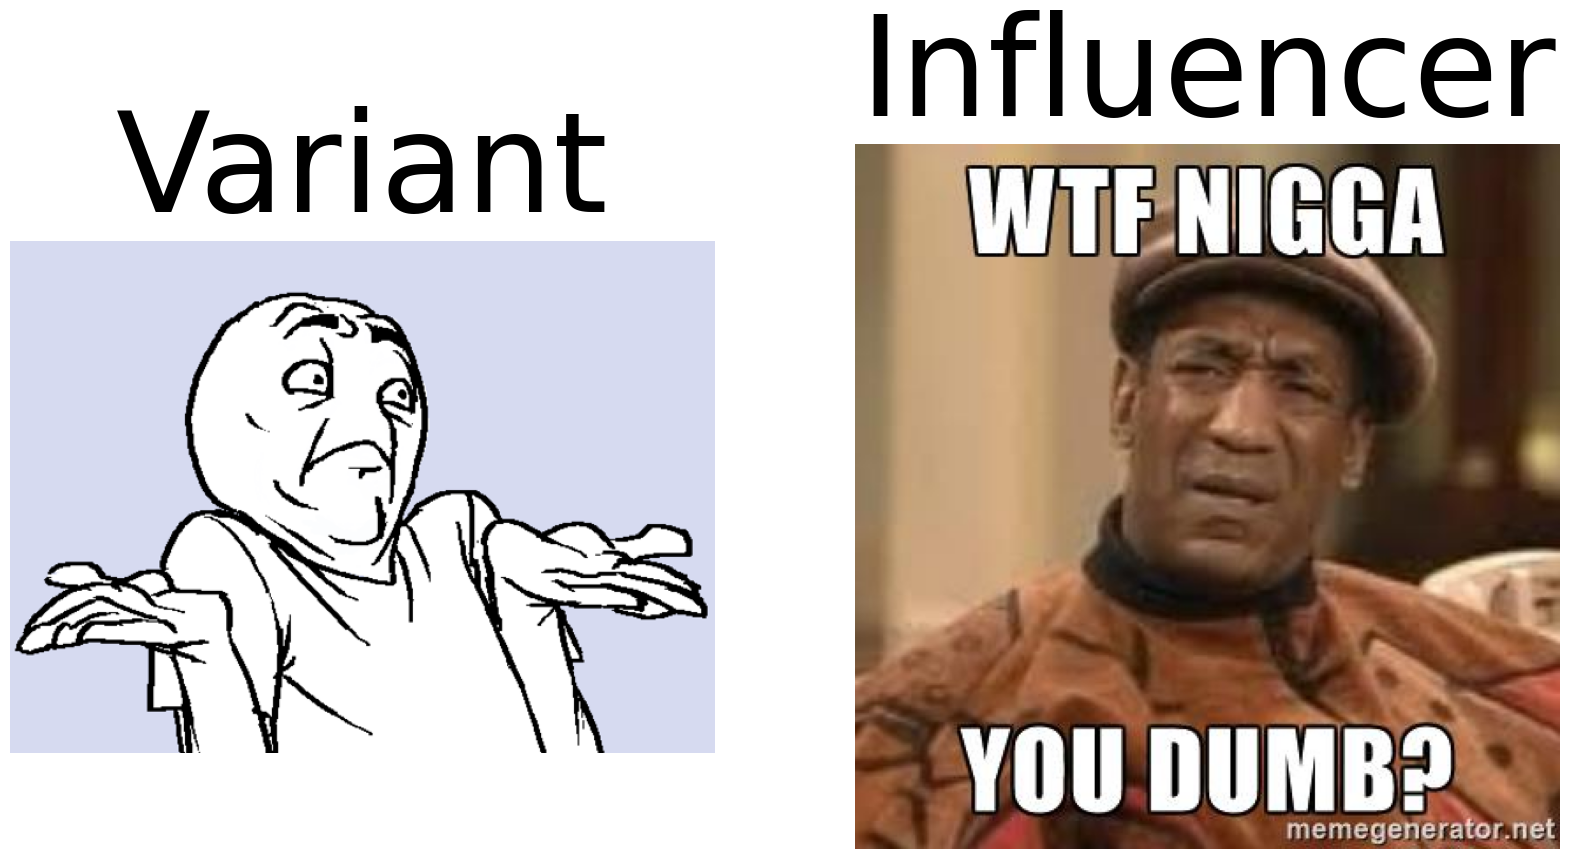 Variant
Influencer
WTF NIGGA
YOU DUMB?
memegenerator.net